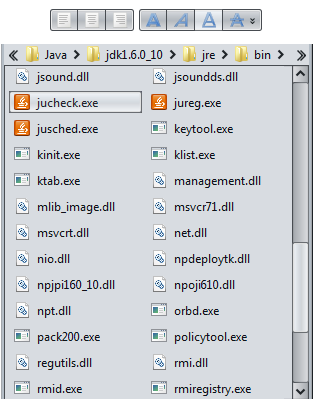 A A A A
Java jdk1.6.0_10 jre bin
jsound.dll jsoundds.dll
jucheck.exe jureg.exe
jusched.exe keytool.exe
kinit.exe klist.exe
ktab.exe management.dll
mlib_image.dll msvcr71.dll
msvcrt.dll net.dll
nio.dll npdeploytk.dll
npjpi160_10.dll npoji610.dll
npt.dll orbd.exe
pack200.exe policytool.exe
regutils.dll rmi.dll
rmid.exe rmiregistry.exe